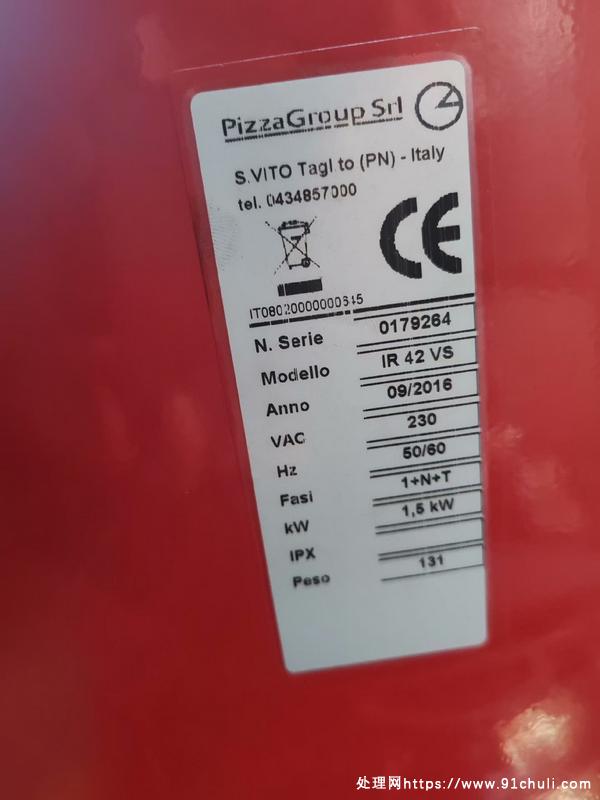 PizzaGroup Srl
S.VITO Tagl to (PN) - Italy
tel. 0434857000
CE
IT08020000000645
N. Serie 0179264
Modello IR 42 VS
Anno 09/2016
VAC 230
Hz 50/60
Fasi 1+N+T
kW 1,5 kW
IPX
Peso 131
处理网https://www.91chuli.com/